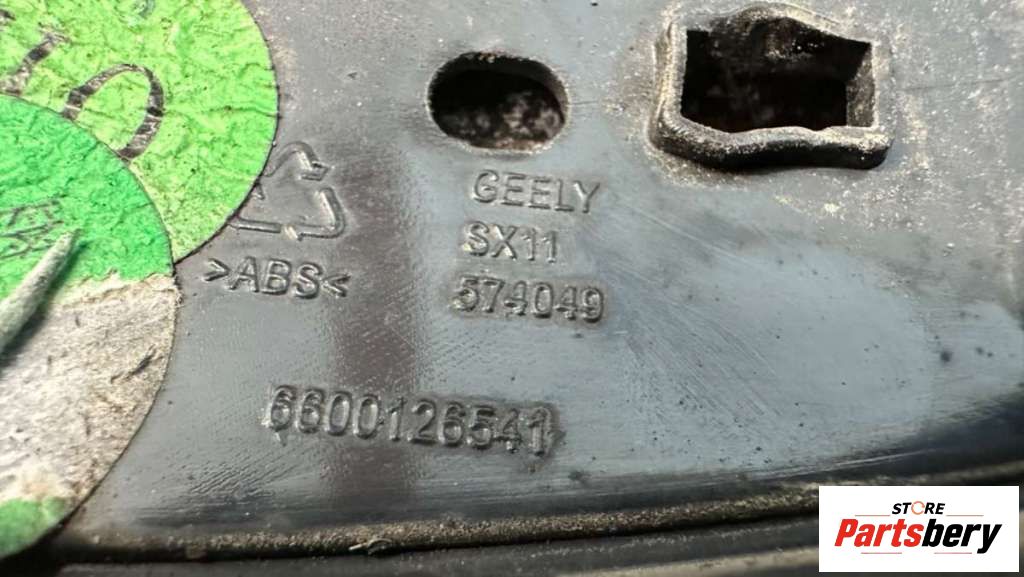 GEELY
SX11
574049
>ABS<
6600126541
STORE
Partsbery